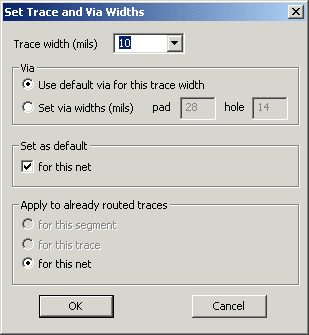 Set Trace and Via Widths
Trace width (mils) 10
Via
Use default via for this trace width
Set via widths (mils) pad 28 hole 14
Set as default
for this net
Apply to already routed traces
for this segment
for this trace
for this net
OK Cancel